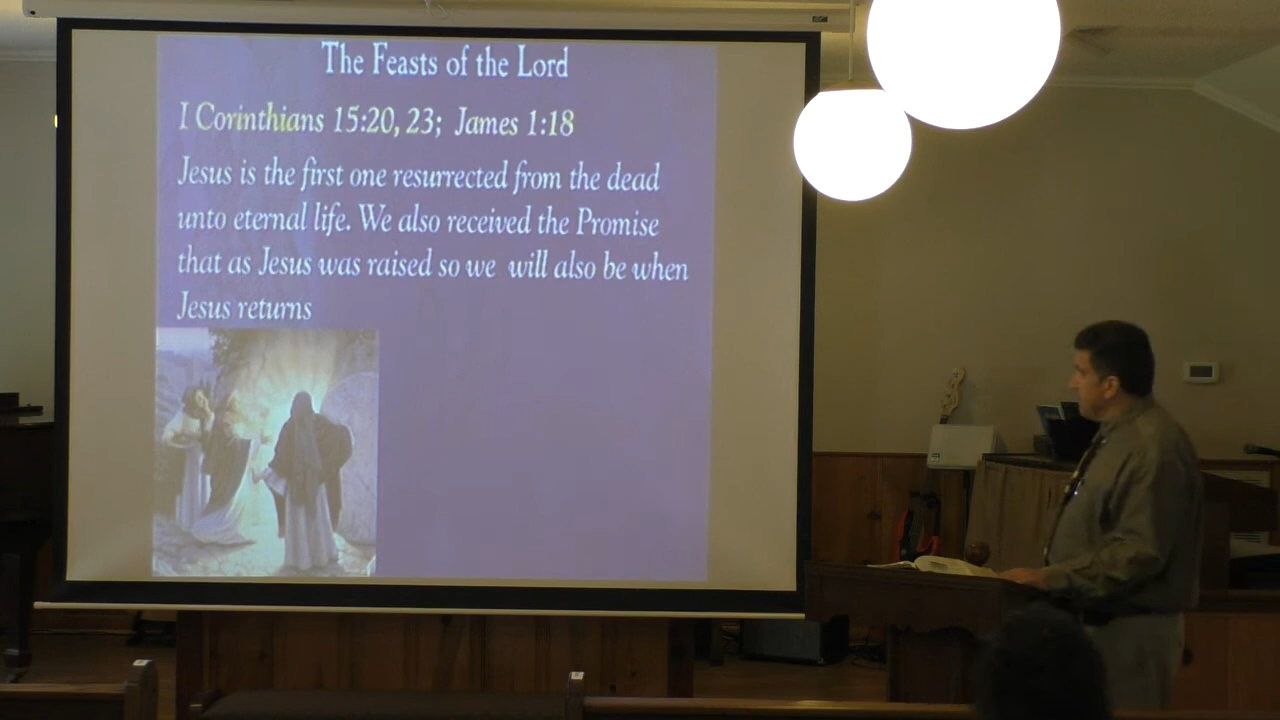 The Feasts of the Lord
I Corinthians 15:20, 23; James 1:18
Jesus is the first one resurrected from the dead
unto eternal life. We also received the Promise
that as Jesus was raised so we will also be when
Jesus returns